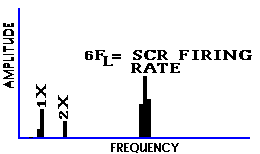 6FL= SCR FIRING
RATE
1X
2X
AMPLITUDE
FREQUENCY